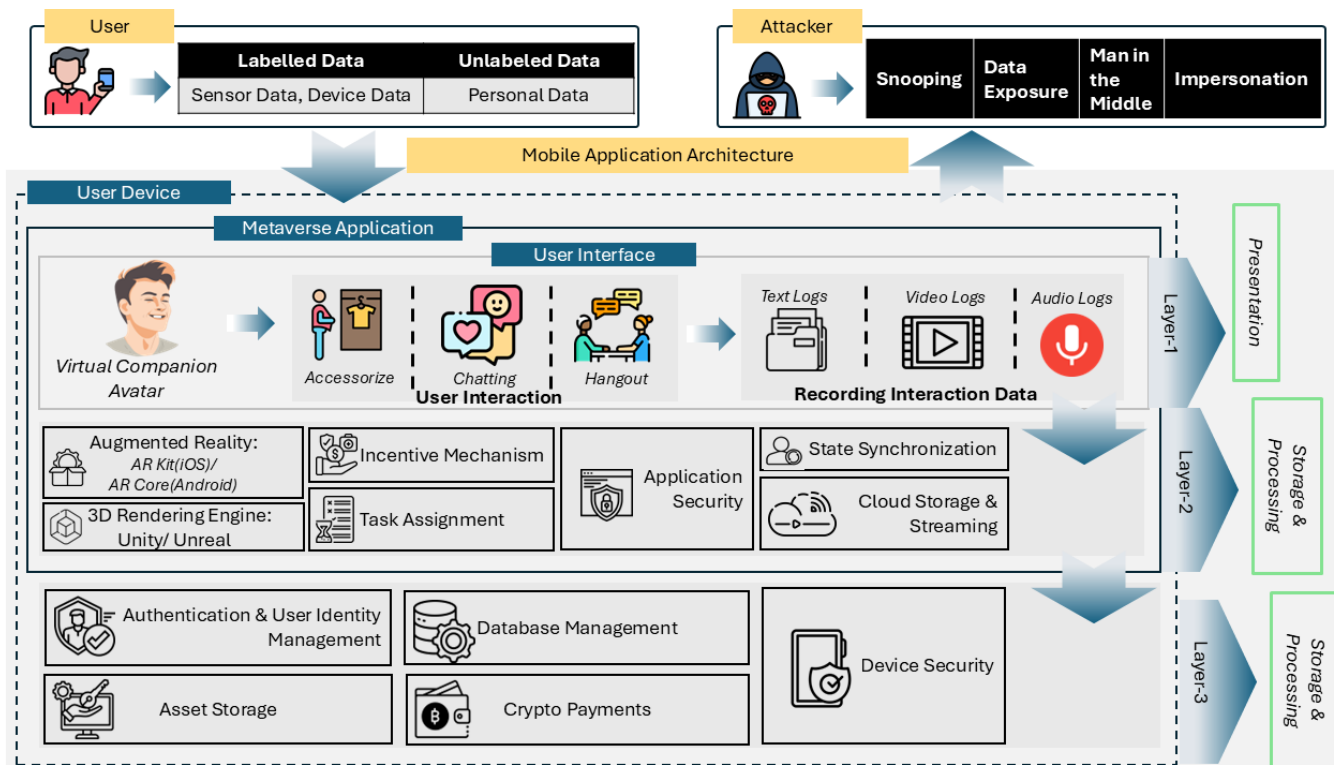 User
Labelled Data
Unlabeled Data
Sensor Data, Device Data
Personal Data
Attacker
Snooping
Data
Exposure
Man in
the
Middle
Impersonation
Mobile Application Architecture
User Device
Metaverse Application
User Interface
Virtual Companion
Avatar
Accessorize
Chatting
Hangout
User Interaction
Text Logs
Video Logs
Audio Logs
Recording Interaction Data
Layer-1
Presentation
Augmented Reality:
AR Kit(iOS)/
AR Core(Android)
3D Rendering Engine:
Unity/ Unreal
Incentive Mechanism
Task Assignment
Application
Security
State Synchronization
Cloud Storage &
Streaming
Layer-2
Storage &
Processing
Authentication & User Identity
Management
Database Management
Asset Storage
Crypto Payments
Device Security
Layer-3
Storage &
Processing